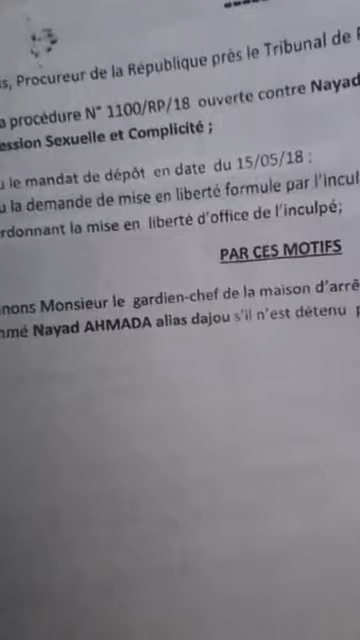 s, Procureur de la République près le Tribunal de
a procédure N° 1100/RP/18 ouverte contre Nayad
ession Sexuelle et Complicité ;
u le mandat de dépôt en date du 15/05/18 ;
u la demande de mise en liberté formule par l'incul
rdonnant la mise en liberté d'office de l'inculpé;
PAR CES MOTIFS
nons Monsieur le gardien-chef de la maison d'arrê
mmé Nayad AHMADA alias dajou s'il n'est détenu